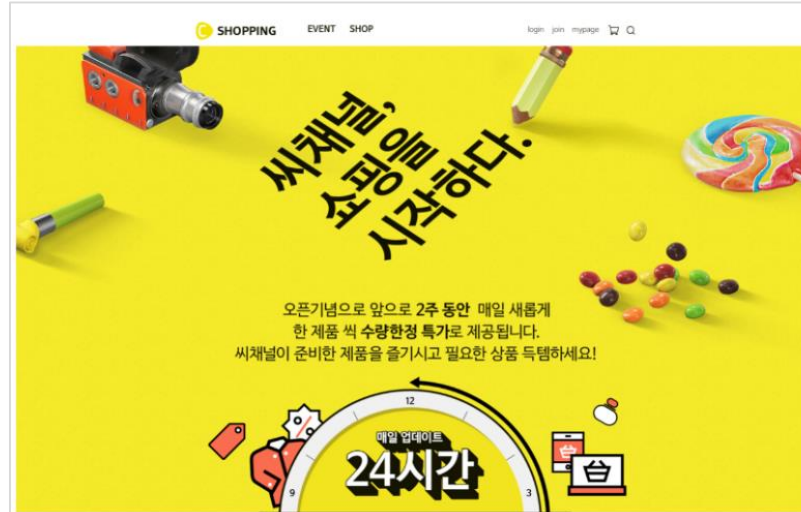 C SHOPPING EVENT SHOP login join mypage
씨채널,
쇼핑을
시작하다.
오픈기념으로 앞으로 2주 동안 매일 새롭게
한 제품 씩 수량한정 특가로 제공됩니다.
씨채널이 준비한 제품을 즐기시고 필요한 상품 득템하세요!
12
매일 업데이트
24시간
9 3